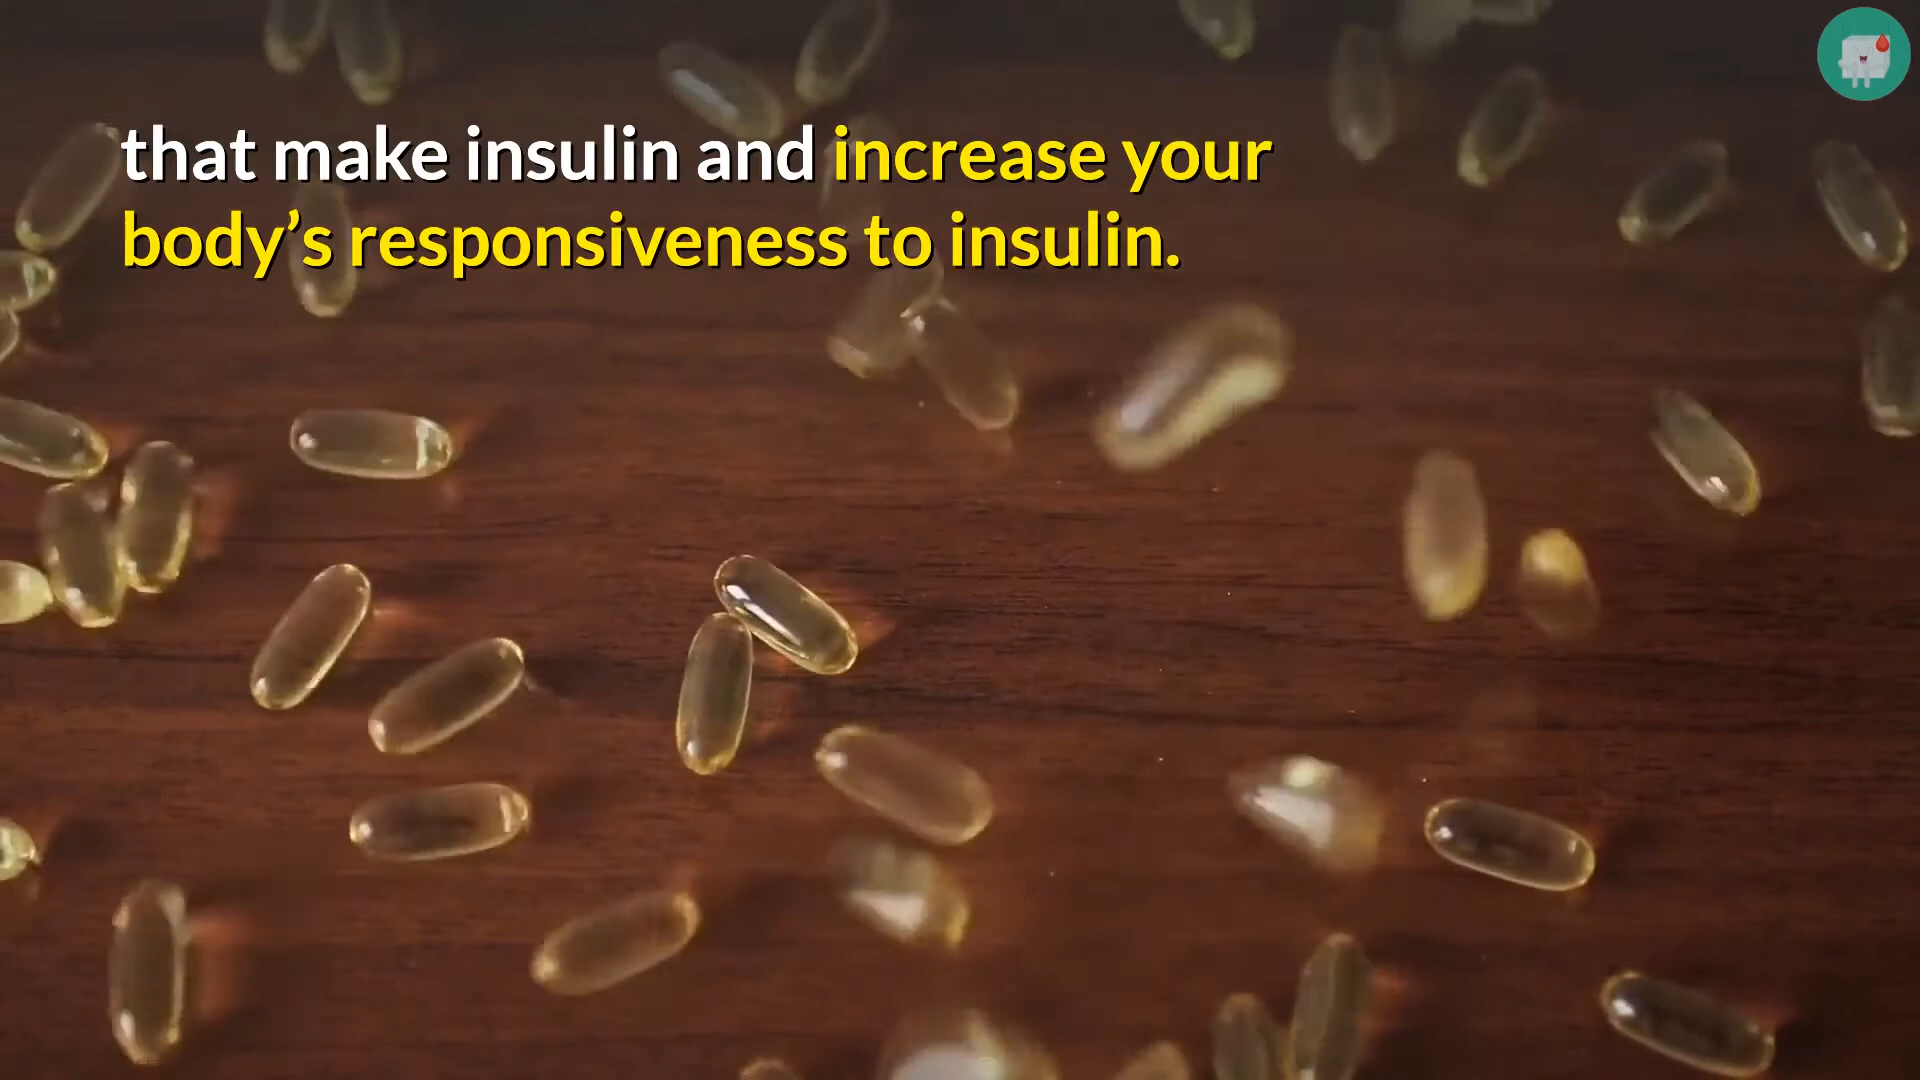 that make insulin and increase your
body’s responsiveness to insulin.